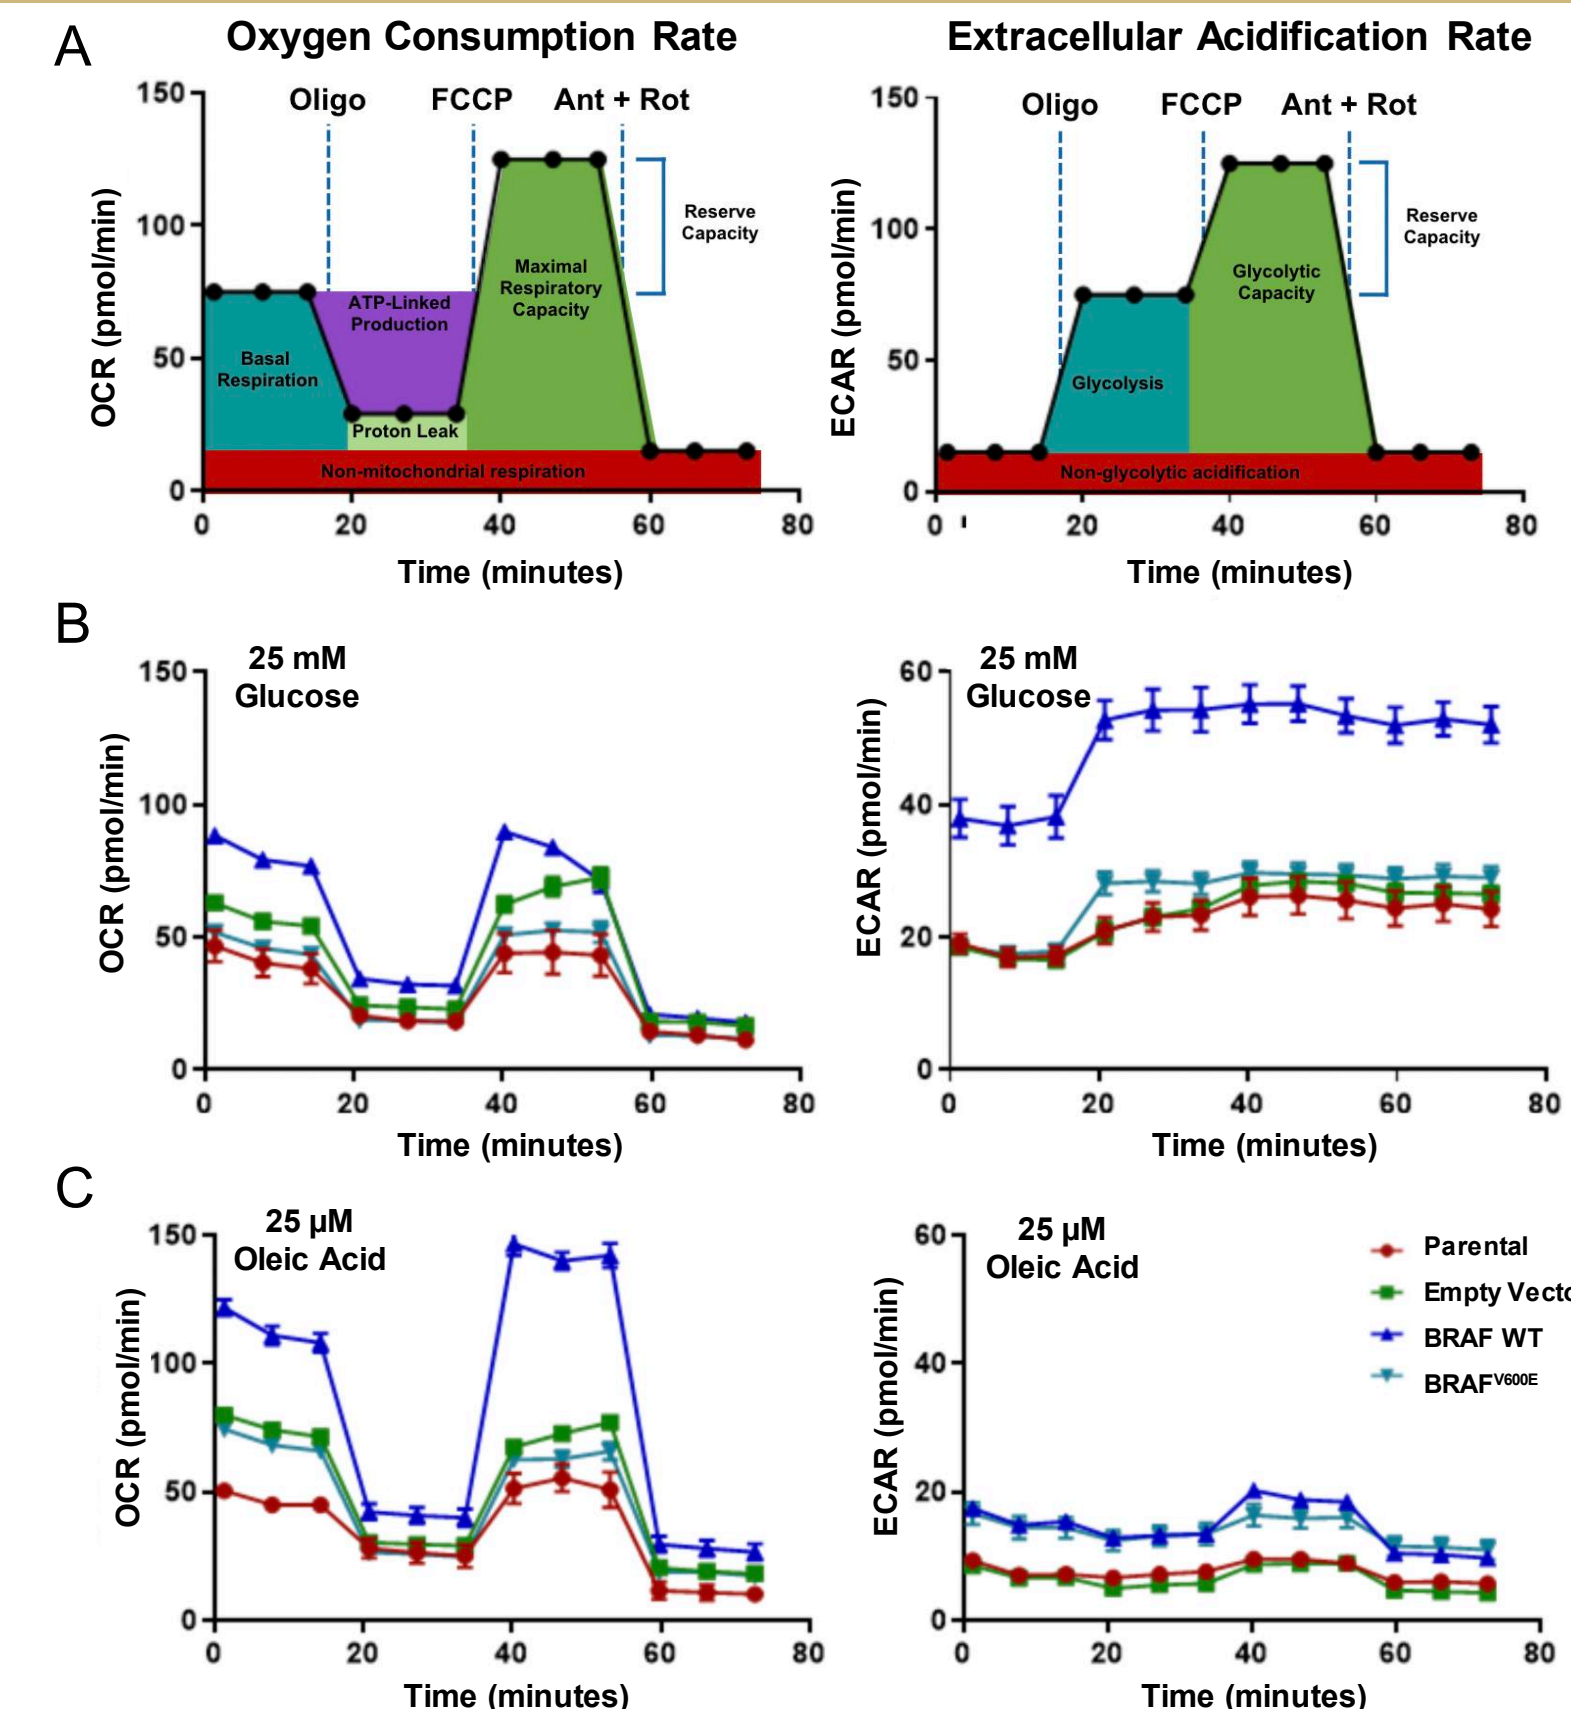 A
Oxygen Consumption Rate
150
100
50
0
OCR (pmol/min)
Oligo
FCCP
Ant + Rot
Reserve
Capacity
Maximal
Respiratory
Capacity
ATP-Linked
Production
Basal
Respiration
Proton Leak
Non-mitochondrial respiration
0 20 40 60 80
Time (minutes)
Extracellular Acidification Rate
150
100
50
0
ECAR (pmol/min)
Oligo
FCCP
Ant + Rot
Reserve
Capacity
Glycolytic
Capacity
Glycolysis
Non-glycolytic acidification
0 20 40 60 80
Time (minutes)
B
25 mM
Glucose
150
100
50
0
OCR (pmol/min)
0 20 40 60 80
Time (minutes)
25 mM
Glucose
60
40
20
0
ECAR (pmol/min)
0 20 40 60 80
Time (minutes)
C
25 µM
Oleic Acid
150
100
50
0
OCR (pmol/min)
0 20 40 60 80
Time (minutes)
25 µM
Oleic Acid
60
40
20
0
ECAR (pmol/min)
0 20 40 60 80
Time (minutes)
Parental
Empty Vecto
BRAF WT
BRAFV600E